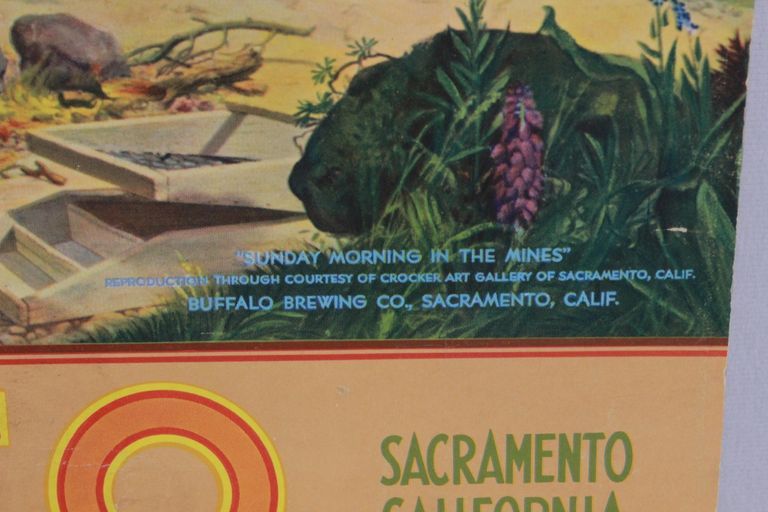 "SUNDAY MORNING IN THE MINES"
REPRODUCTION THROUGH COURTESY OF CROCKER ART GALLERY OF SACRAMENTO, CALIF.
BUFFALO BREWING CO., SACRAMENTO, CALIF.
O
SACRAMENTO
CALIFORNIA